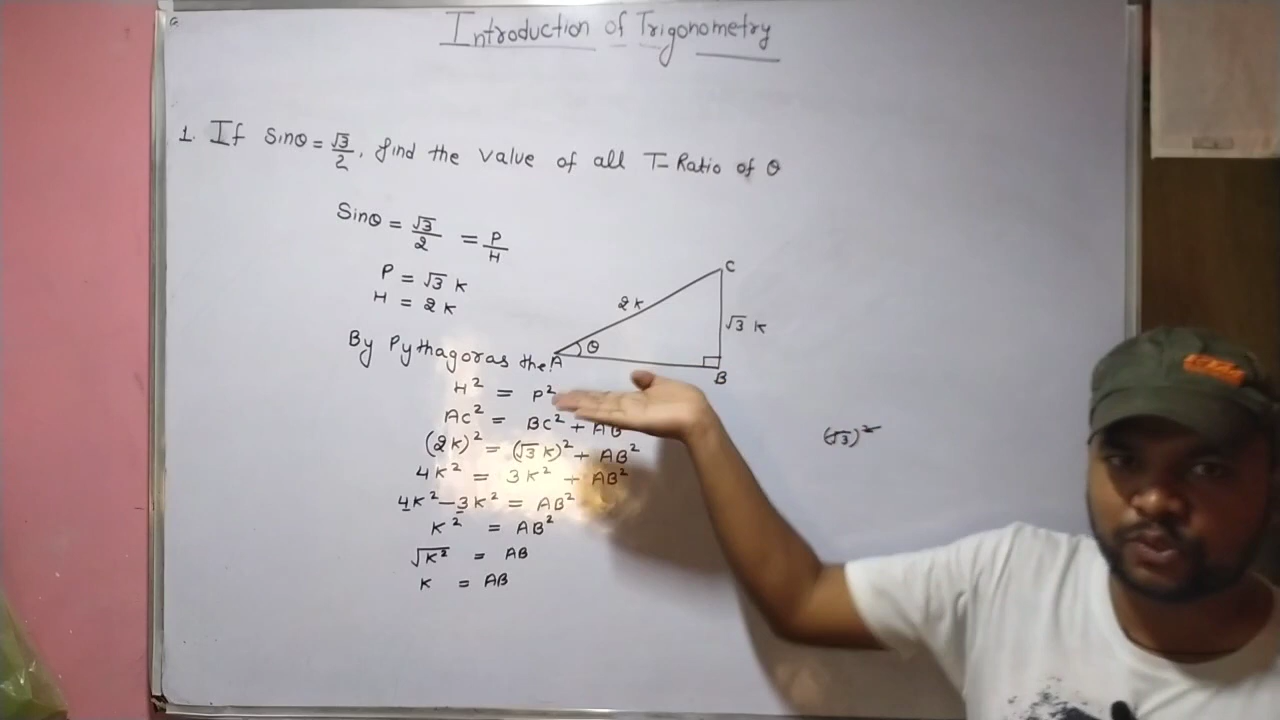 Introduction of Trigonometry
1. If Sinθ = √3/2, find the value of all T-Ratio of θ
Sinθ = √3/2 = P/H
P = √3 K
H = 2K
By Pythagoras the.
H² = P²
AC² = BC² + AB²
(2K)² = (√3 K)² + AB²
4K² = 3K² + AB²
4K² – 3K² = AB²
K² = AB²
√K² = AB
K = AB
C
2K
√3 K
θ
A
B
(√3)²